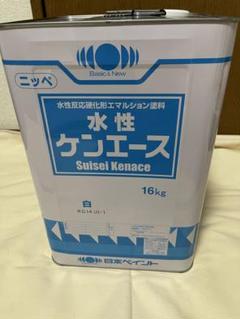 Basic & New
ニッペ
水性反応硬化形エマルション塗料
水性
ケンエース
Suisei Kenace
16kg
白
日本ペイント